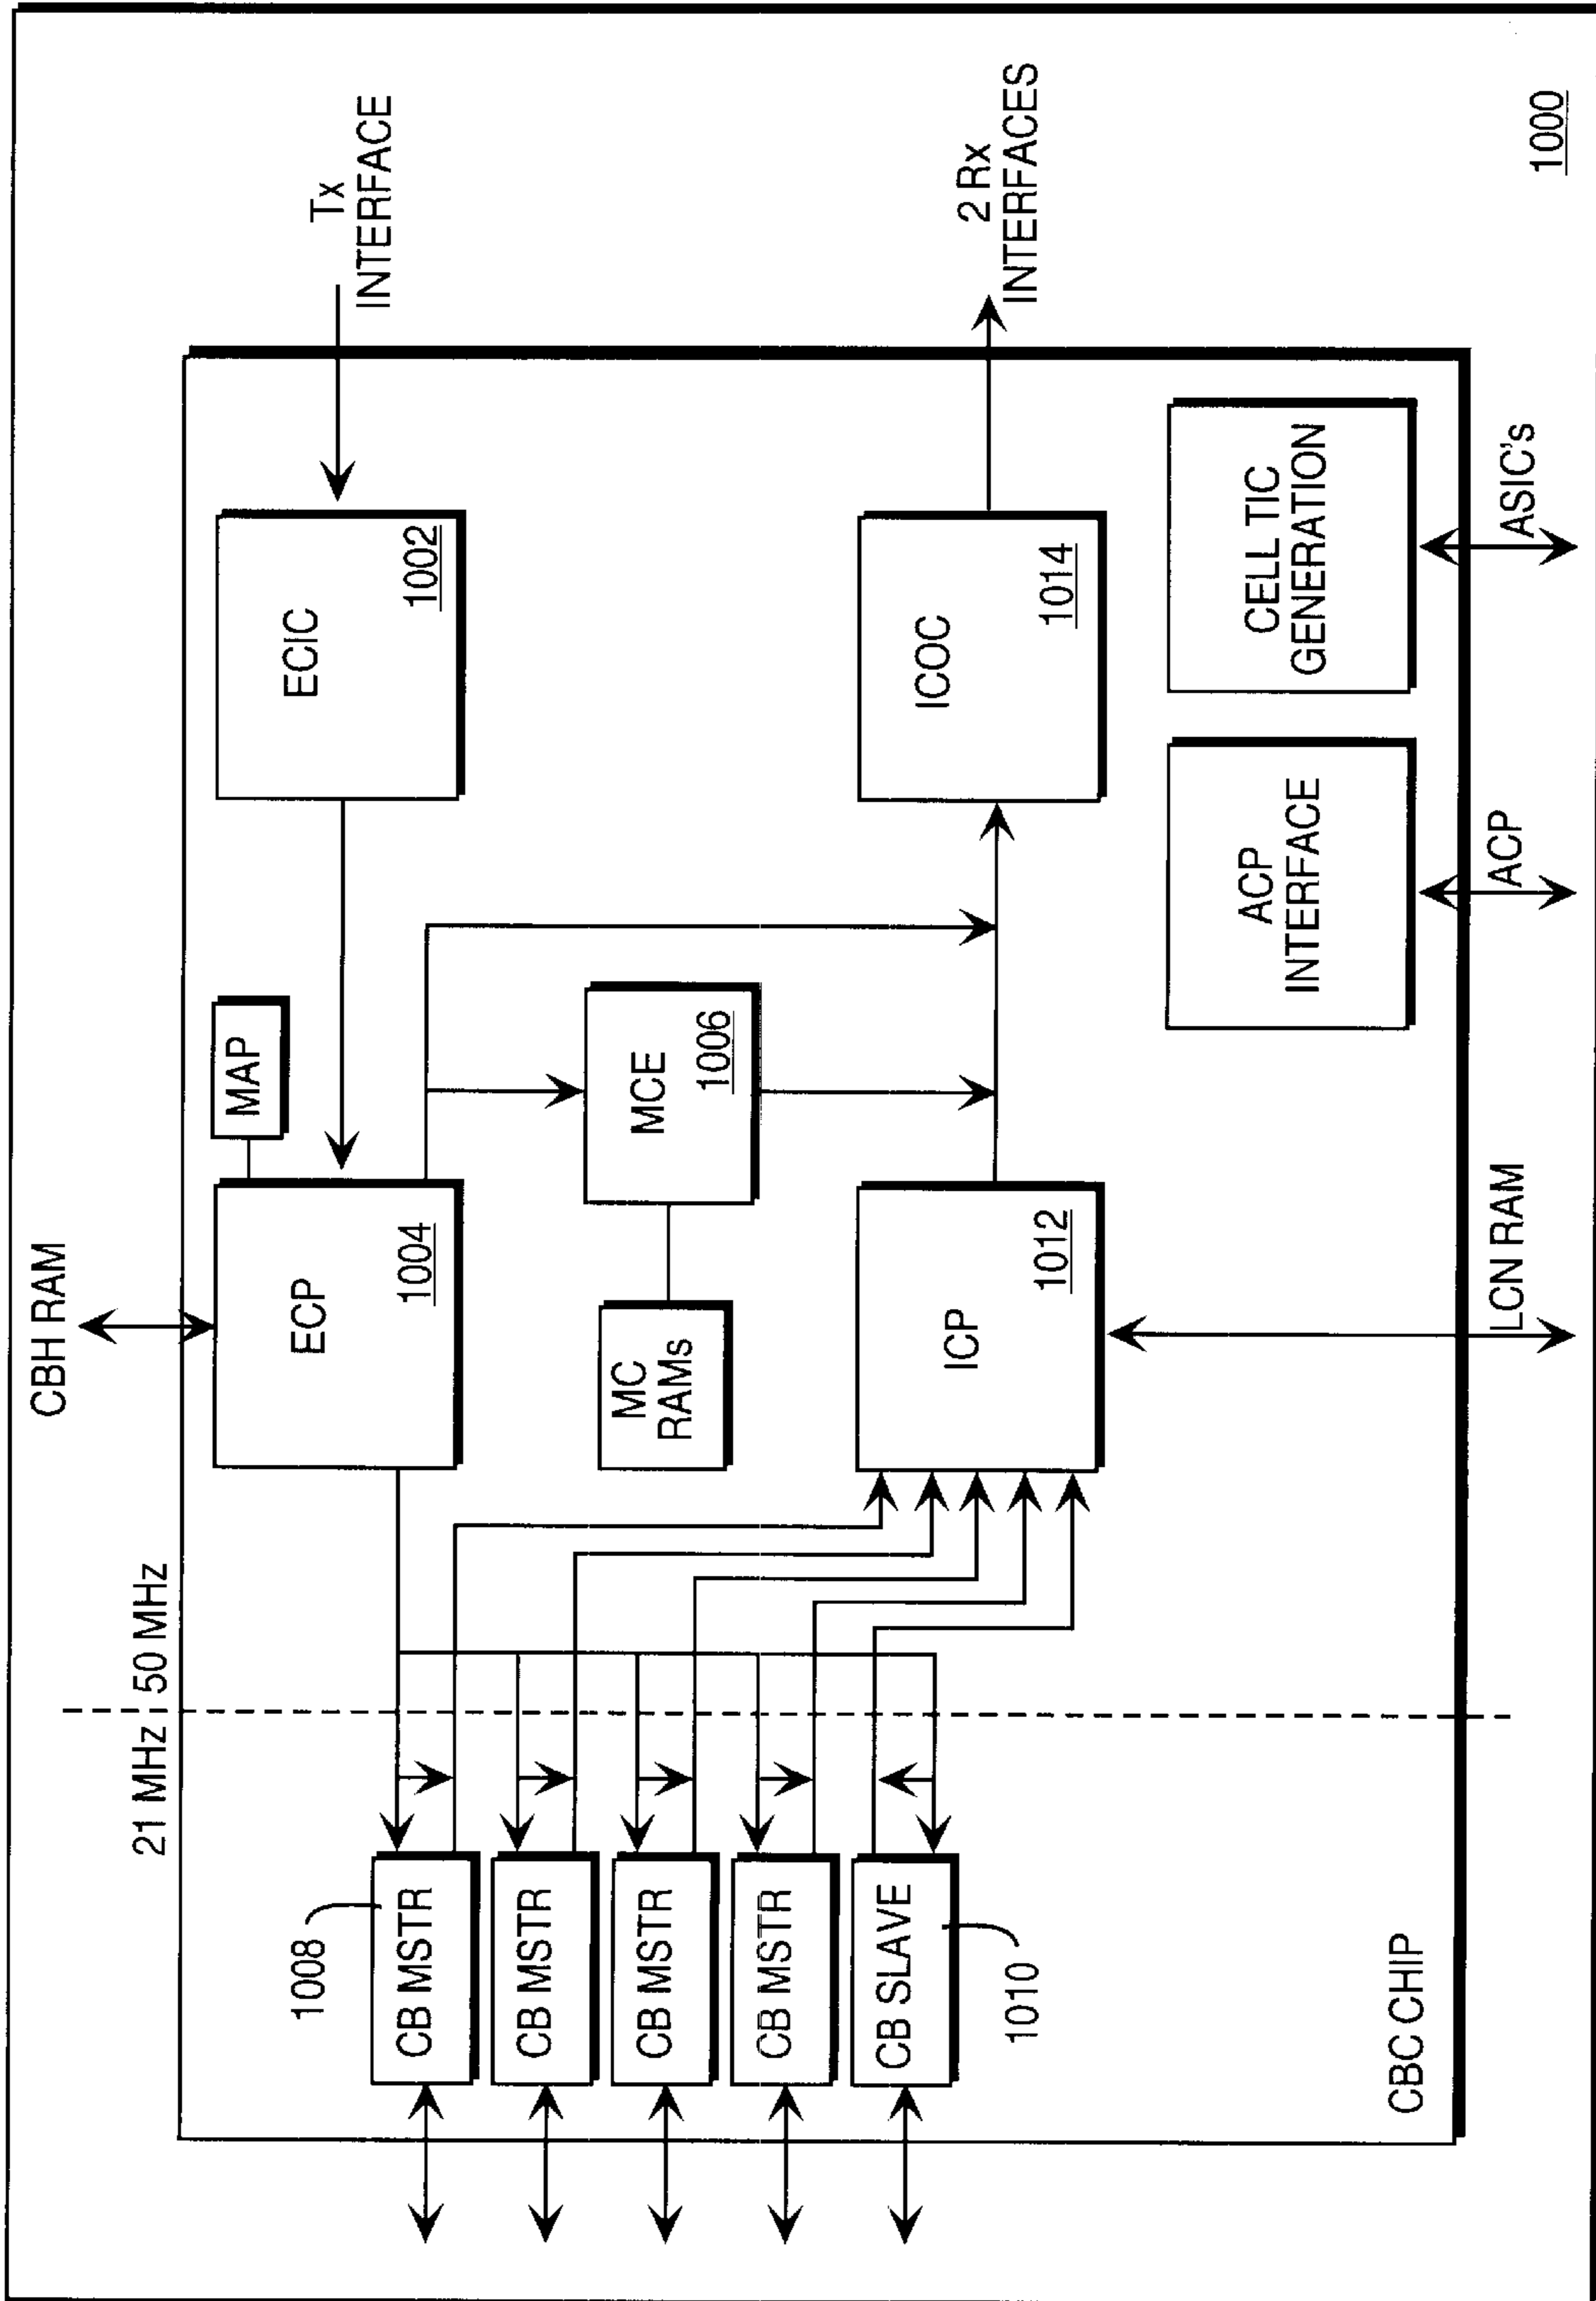 CBH RAM
Tx
INTERFACE
21 MHz
50 MHz
MAP
ECP
1004
ECIC
1002
1008
CB MSTR
CB MSTR
CB MSTR
CB MSTR
CB SLAVE
1010
MC
RAMs
MCE
1006
ICP
1012
ICOC
1014
2 Rx
INTERFACES
ACP
INTERFACE
CELL TIC
GENERATION
CBC CHIP
LCN RAM
ACP
ASIC's
1000